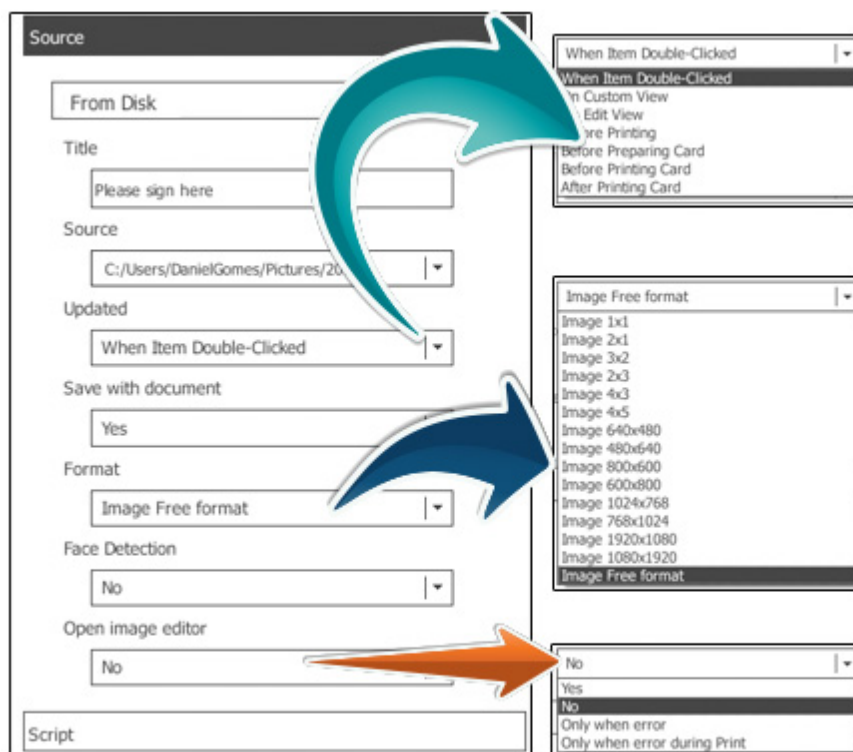 Source
From Disk
Title
Please sign here
Source
C:/Users/DanielGomes/Pictures/20
Updated
When Item Double-Clicked
Save with document
Yes
Format
Image Free format
Face Detection
No
Open image editor
No
Script
When Item Double-Clicked
When Item Double-Clicked
On Custom View
Edit View
Printing
Before Preparing Card
Before Printing Card
After Printing Card
Image Free format
Image 1x1
Image 2x1
Image 3x2
Image 2x3
Image 4x3
Image 4x5
Image 640x480
Image 480x640
Image 800x600
Image 600x800
Image 1024x768
Image 768x1024
Image 1920x1080
Image 1080x1920
Image Free format
No
Yes
No
Only when error
Only when error during Print